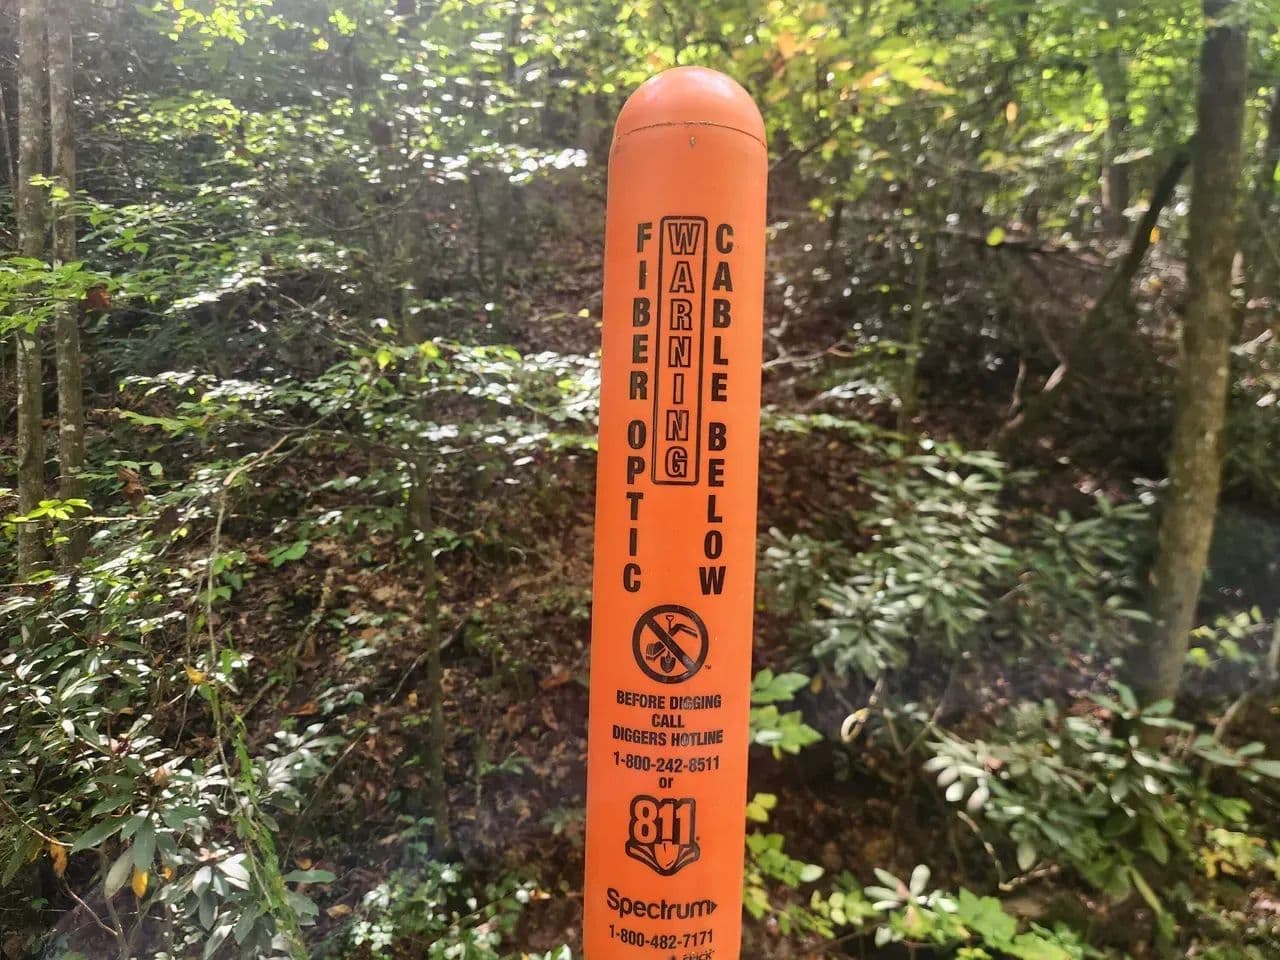 WARNING
FIBER OPTIC
CABLE BELOW
BEFORE DIGGING
CALL
DIGGERS HOTLINE
1-800-242-8511
or
811
Spectrum
1-800-482-7171